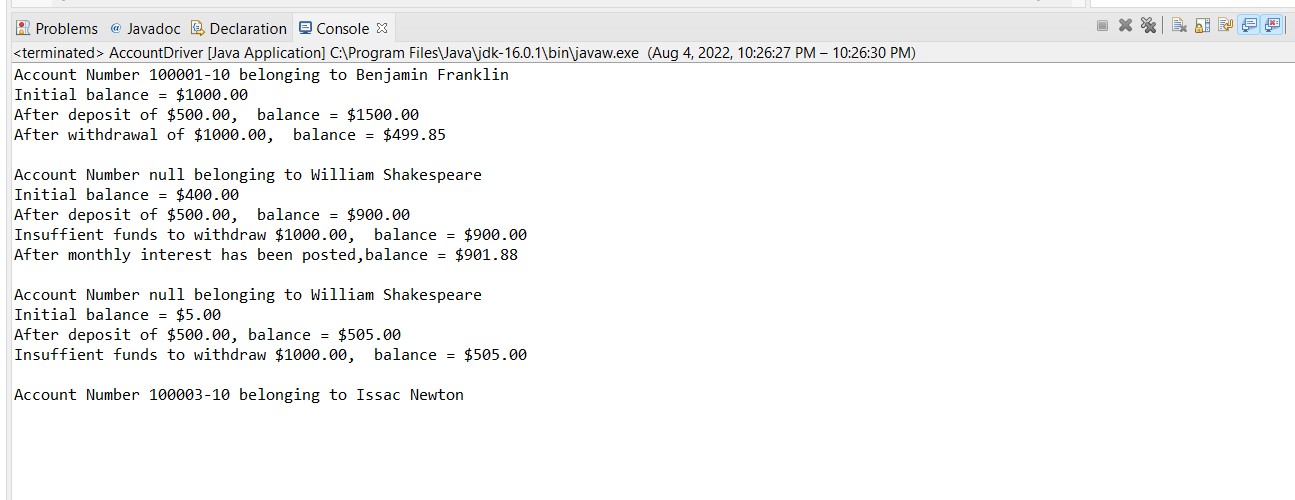 Problems @ Javadoc Declaration Console
<terminated> AccountDriver [Java Application] C:\Program Files\Java\jdk-16.0.1\bin\javaw.exe (Aug 4, 2022, 10:26:27 PM – 10:26:30 PM)
Account Number 100001-10 belonging to Benjamin Franklin
Initial balance = $1000.00
After deposit of $500.00,  balance = $1500.00
After withdrawal of $1000.00,  balance = $499.85
Account Number null belonging to William Shakespeare
Initial balance = $400.00
After deposit of $500.00,  balance = $900.00
Insufficient funds to withdraw $1000.00,  balance = $900.00
After monthly interest has been posted,balance = $901.88
Account Number null belonging to William Shakespeare
Initial balance = $5.00
After deposit of $500.00, balance = $505.00
Insufficient funds to withdraw $1000.00,  balance = $505.00
Account Number 100003-10 belonging to Issac Newton